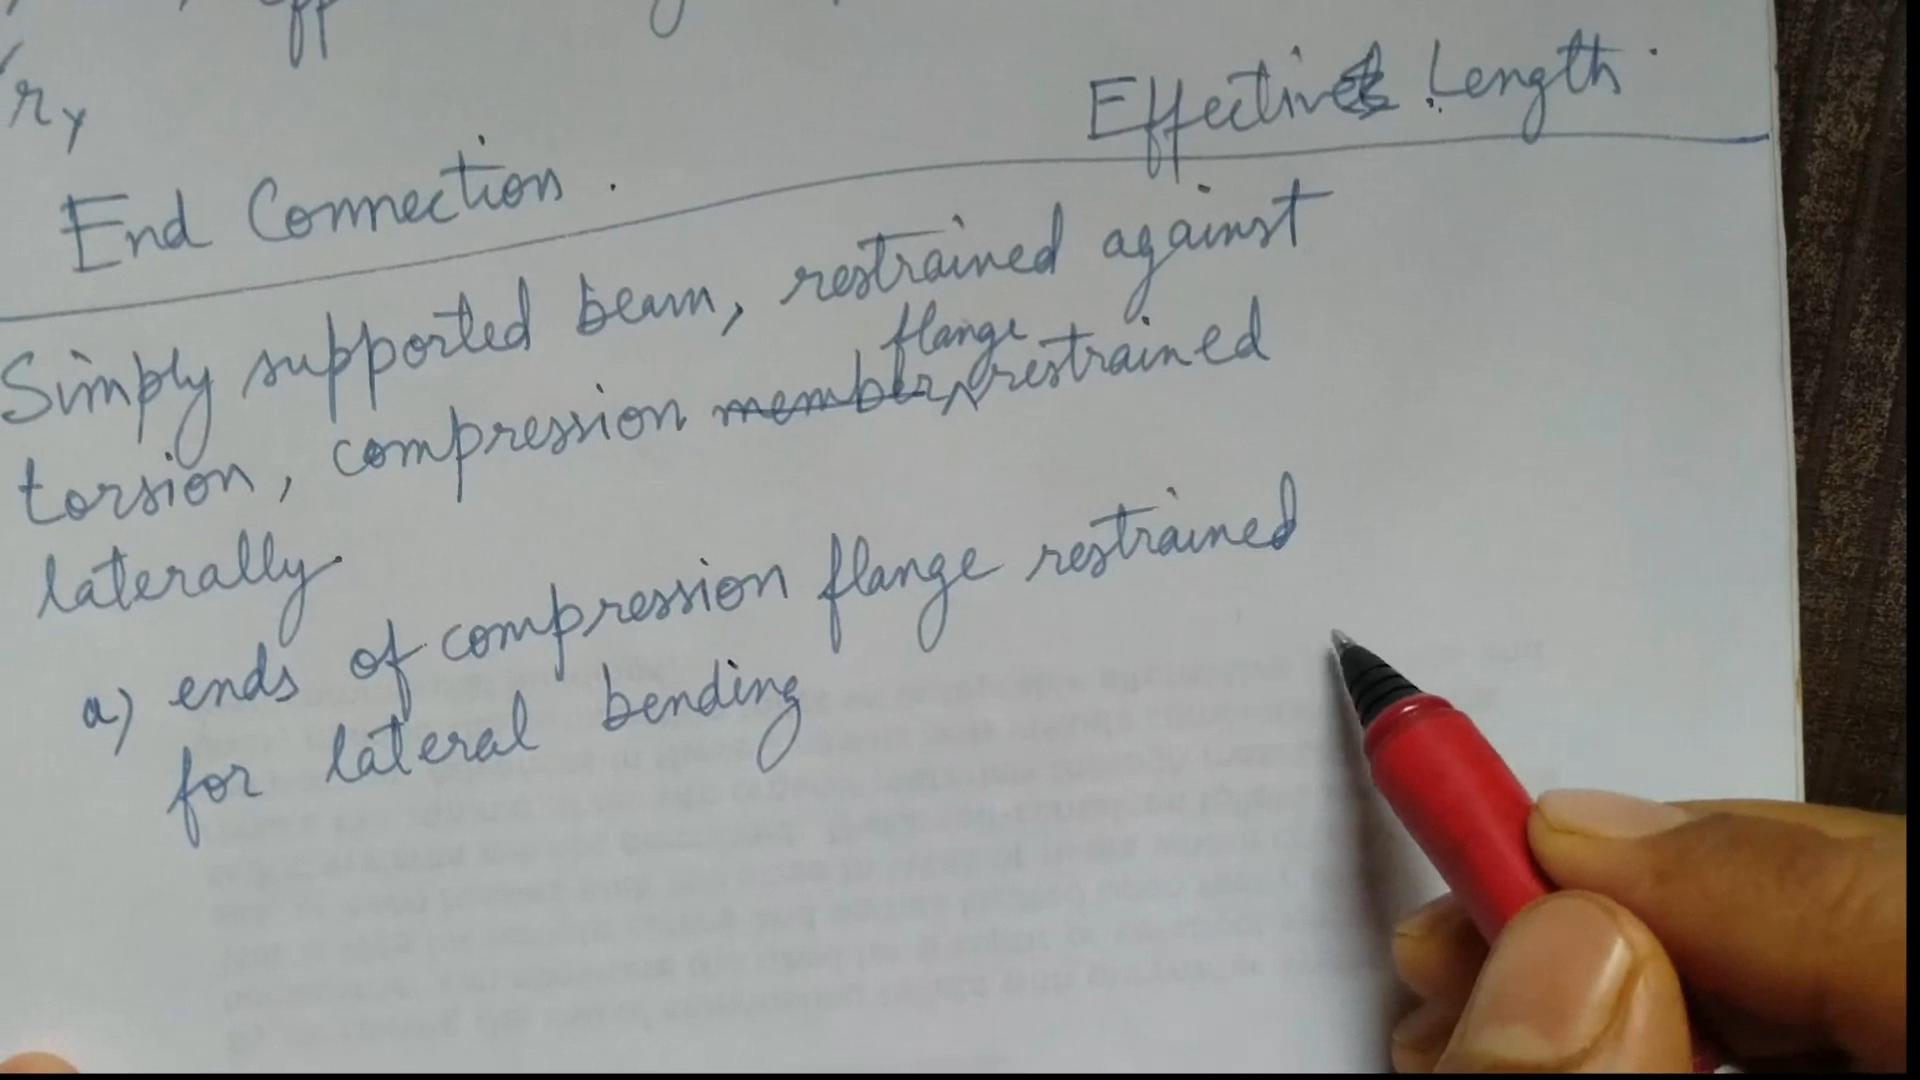 ry
Effective Length
End Connection.
Simply supported beam, restrained against
flange
torsion, compression member, restrained
laterally.
a) ends of compression flange restrained
for lateral bending